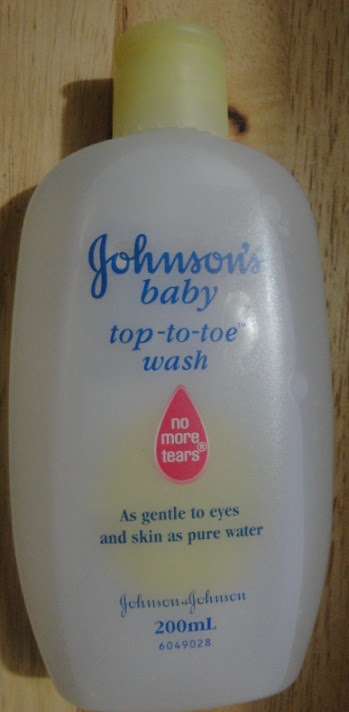 Johnson's
baby
top-to-toe™
wash
no
more
tears®
As gentle to eyes
and skin as pure water
Johnson & Johnson
200mL
6049028